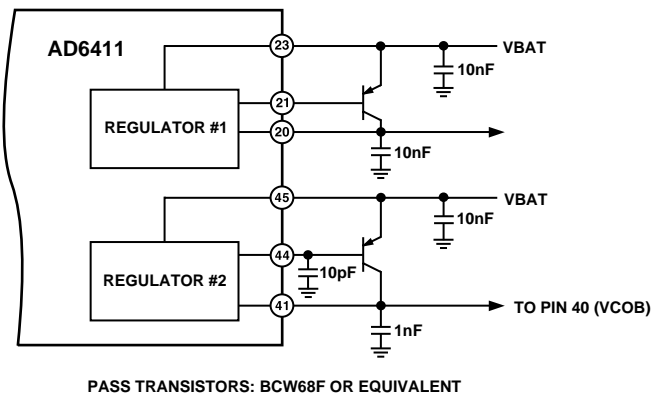 AD6411
23
VBAT
10nF
21
REGULATOR #1
20
10nF
45
VBAT
10nF
44
10pF
REGULATOR #2
41
TO PIN 40 (VCOB)
1nF
PASS TRANSISTORS: BCW68F OR EQUIVALENT